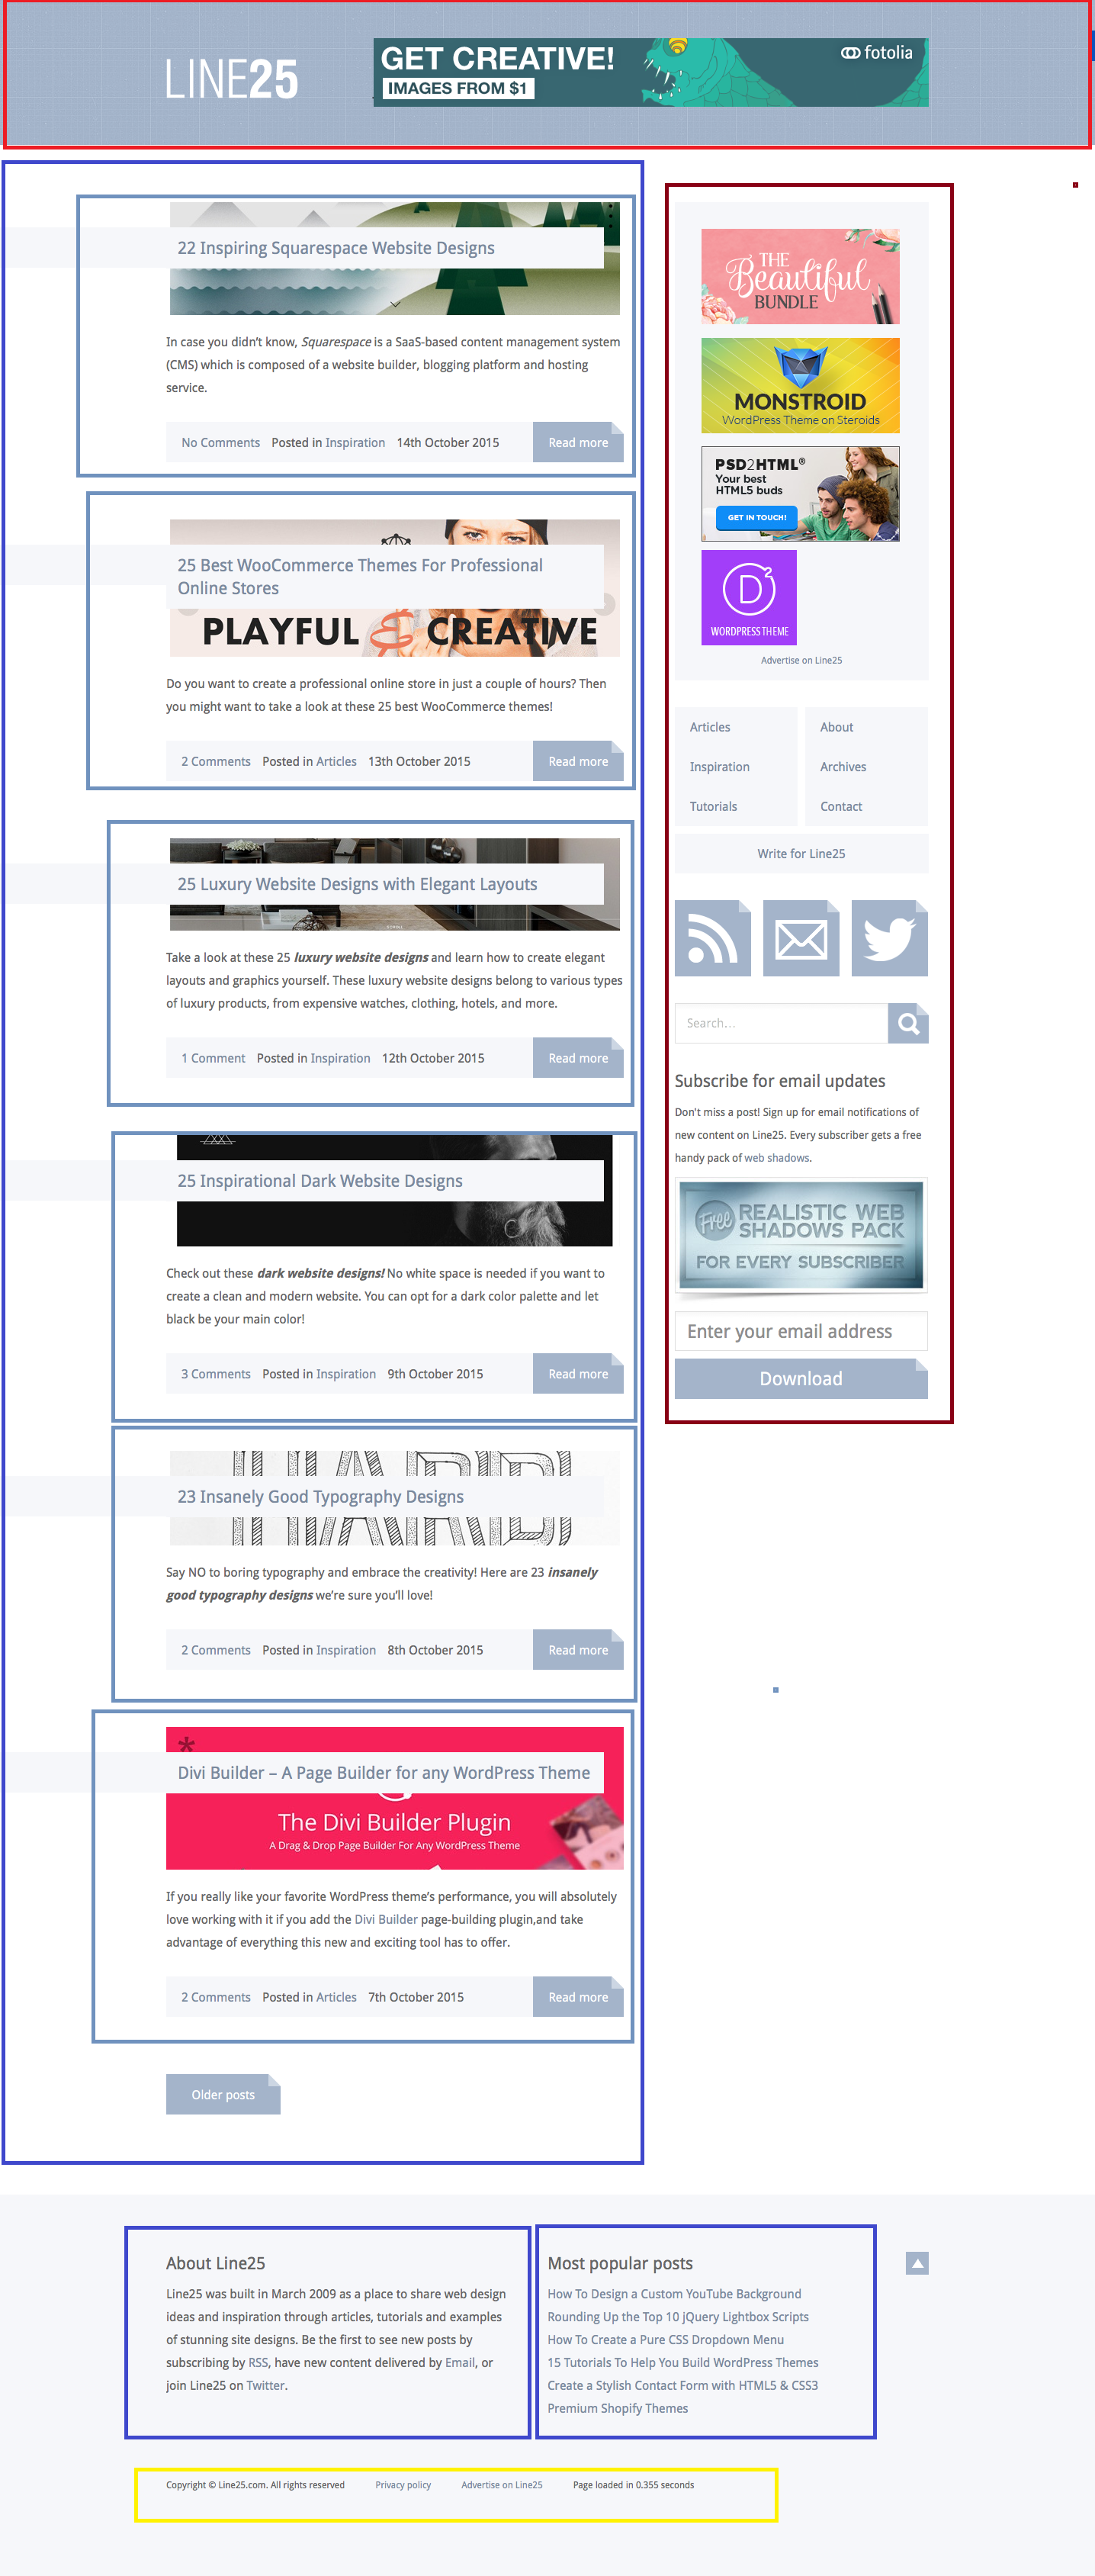 LINE25
GET CREATIVE!
IMAGES FROM $1
fotolia
22 Inspiring Squarespace Website Designs
In case you didn’t know, Squarespace is a SaaS-based content management system
(CMS) which is composed of a website builder, blogging platform and hosting
service.
No Comments Posted in Inspiration 14th October 2015 Read more
25 Best WooCommerce Themes For Professional
Online Stores
PLAYFUL & CREATIVE
Do you want to create a professional online store in just a couple of hours? Then
you might want to take a look at these 25 best WooCommerce themes!
2 Comments Posted in Articles 13th October 2015 Read more
25 Luxury Website Designs with Elegant Layouts
Take a look at these 25 luxury website designs and learn how to create elegant
layouts and graphics yourself. These luxury website designs belong to various types
of luxury products, from expensive watches, clothing, hotels, and more.
1 Comment Posted in Inspiration 12th October 2015 Read more
25 Inspirational Dark Website Designs
Check out these dark website designs! No white space is needed if you want to
create a clean and modern website. You can opt for a dark color palette and let
black be your main color!
3 Comments Posted in Inspiration 9th October 2015 Read more
23 Insanely Good Typography Designs
Say NO to boring typography and embrace the creativity! Here are 23 insanely
good typography designs we’re sure you’ll love!
2 Comments Posted in Inspiration 8th October 2015 Read more
*
Divi Builder – A Page Builder for any WordPress Theme
The Divi Builder Plugin
A Drag & Drop Page Builder For Any WordPress Theme
If you really like your favorite WordPress theme’s performance, you will absolutely
love working with it if you add the Divi Builder page-building plugin,and take
advantage of everything this new and exciting tool has to offer.
2 Comments Posted in Articles 7th October 2015 Read more
Older posts
THE
Beautiful
BUNDLE
MONSTROID
WordPress Theme on Steroids
PSD2HTML®
Your best
HTML5 buds
GET IN TOUCH!
D2
WORDPRESS THEME
Advertise on Line25
Articles About
Inspiration Archives
Tutorials Contact
Write for Line25
Search...
Subscribe for email updates
Don't miss a post! Sign up for email notifications of
new content on Line25. Every subscriber gets a free
handy pack of web shadows.
Free REALISTIC WEB
SHADOWS PACK
FOR EVERY SUBSCRIBER
Enter your email address
Download
About Line25
Line25 was built in March 2009 as a place to share web design
ideas and inspiration through articles, tutorials and examples
of stunning site designs. Be the first to see new posts by
subscribing by RSS, have new content delivered by Email, or
join Line25 on Twitter.
Most popular posts
How To Design a Custom YouTube Background
Rounding Up the Top 10 jQuery Lightbox Scripts
How To Create a Pure CSS Dropdown Menu
15 Tutorials To Help You Build WordPress Themes
Create a Stylish Contact Form with HTML5 & CSS3
Premium Shopify Themes
Copyright © Line25.com. All rights reserved Privacy policy Advertise on Line25 Page loaded in 0.355 seconds